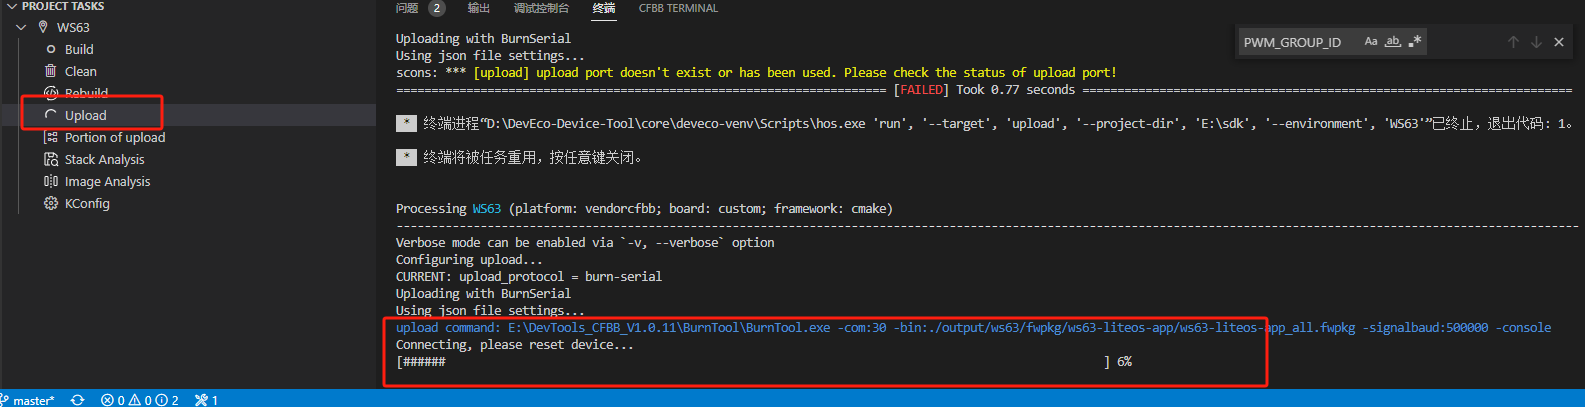 PROJECT TASKS
WS63
Build
Clean
Rebuild
Upload
Portion of upload
Stack Analysis
Image Analysis
KConfig
问题 2 输出 调试控制台 终端 CFBB TERMINAL
PWM_GROUP_ID Aa ab .*
Uploading with BurnSerial
Using json file settings...
scons: *** [upload] upload port doesn't exist or has been used. Please check the status of upload port!
[FAILED] Took 0.77 seconds
* 终端进程“D:\DevEco-Device-Tool\core\deveco-venv\Scripts\hos.exe 'run', '--target', 'upload', '--project-dir', 'E:\sdk', '--environment', 'WS63'”已终止，退出代码: 1。
* 终端将被任务重用，按任意键关闭。
Processing WS63 (platform: vendorcfbb; board: custom; framework: cmake)
Verbose mode can be enabled via `-v, --verbose` option
Configuring upload...
CURRENT: upload_protocol = burn-serial
Uploading with BurnSerial
Using json file settings...
upload command: E:\DevTools_CFBB_V1.0.11\BurnTool\BurnTool.exe -com:30 -bin:./output/ws63/fwpkg/ws63-liteos-app/ws63-liteos-app_all.fwpkg -signalbaud:500000 -console
Connecting, please reset device...
[###### ] 6%
master* 0 0 2 1